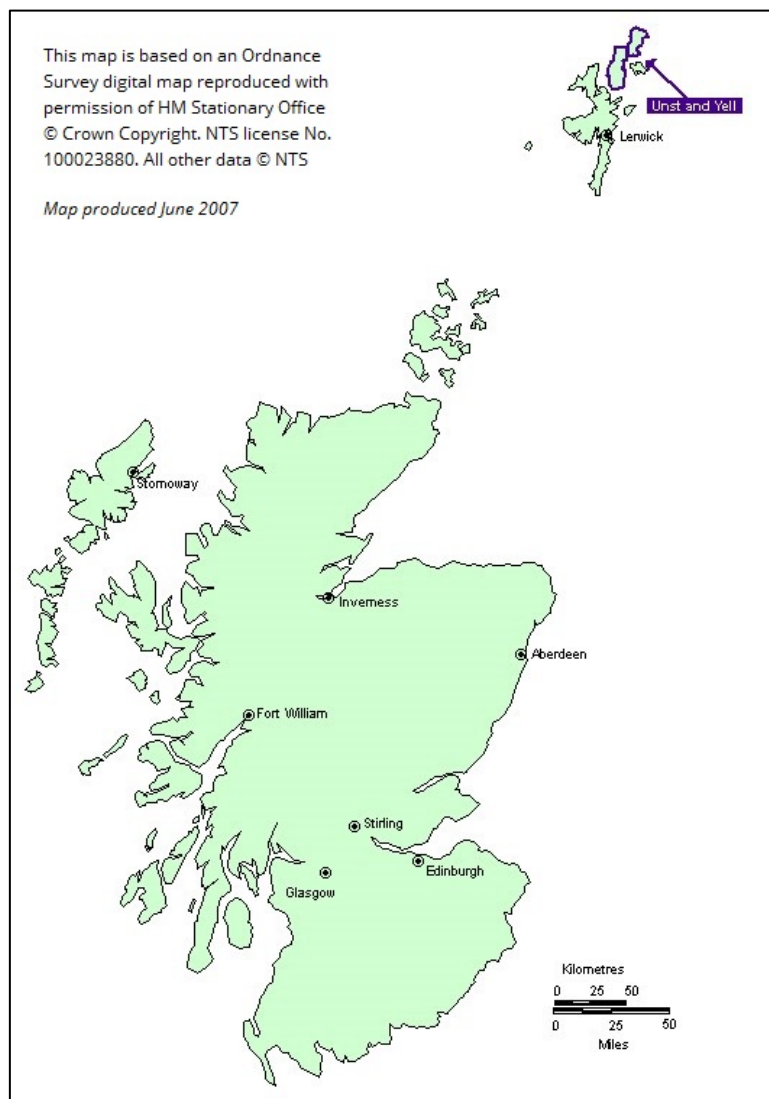 This map is based on an Ordnance
Survey digital map reproduced with
permission of HM Stationary Office
© Crown Copyright. NTS license No.
100023880. All other data © NTS
Map produced June 2007
Unst and Yell
Lerwick
Stornoway
Inverness
Aberdeen
Fort William
Stirling
Edinburgh
Glasgow
Kilometres
0 25 50
0 25 50
Miles